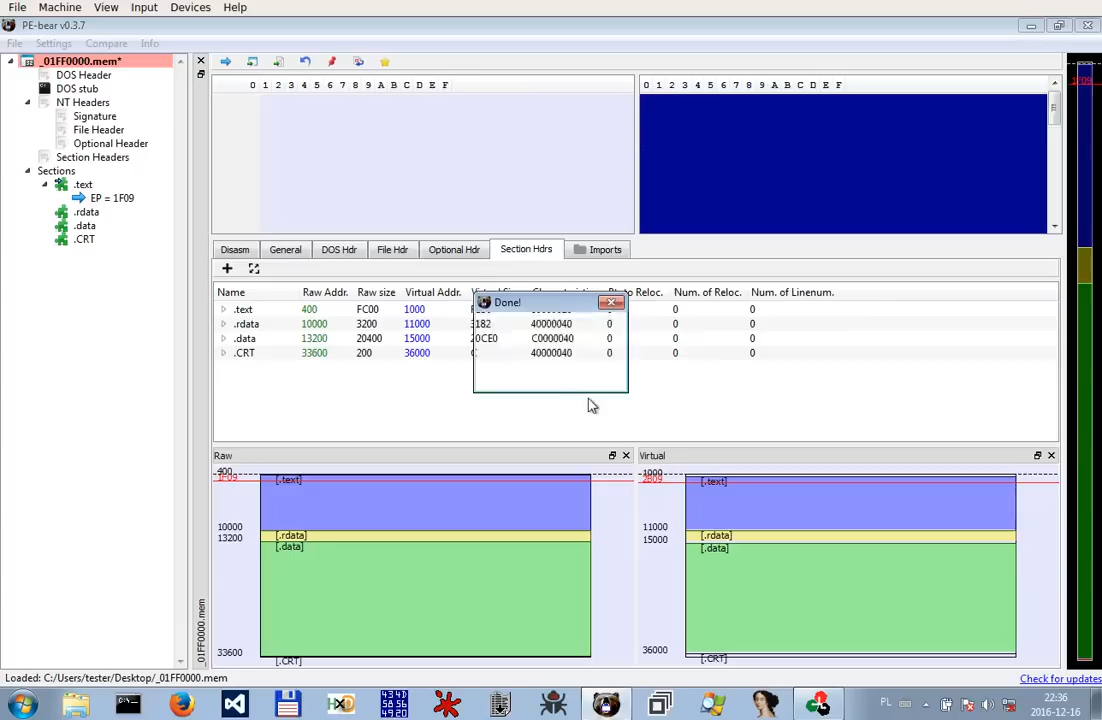 File Machine View Input Devices Help
PE-bear v0.3.7
File Settings Compare Info
_01FF0000.mem*
DOS Header
DOS stub
NT Headers
Signature
File Header
Optional Header
Section Headers
Sections
.text
EP = 1F09
.rdata
.data
.CRT
0 1 2 3 4 5 6 7 8 9 A B C D E F
0 1 2 3 4 5 6 7 8 9 A B C D E F
1F09
Disasm General DOS Hdr File Hdr Optional Hdr Section Hdrs Imports
Name Raw Addr. Raw size Virtual Addr. Num. of Reloc. Num. of Linenum.
Done!
.text 400 FC00 1000 0 0 0
.rdata 10000 3200 11000 3182 40000040 0 0 0
.data 13200 20400 15000 20CE0 C0000040 0 0 0
.CRT 33600 200 36000 C 40000040 0 0 0
Raw
400
1F09
[.text]
10000
[.rdata]
13200
[.data]
33600
[.CRT]
Virtual
1000
2B09
[.text]
11000
[.rdata]
15000
[.data]
36000
[.CRT]
_01FF0000.mem
Loaded: C:/Users/tester/Desktop/_01FF0000.mem
Check for updates
PL
22:36
2016-12-16